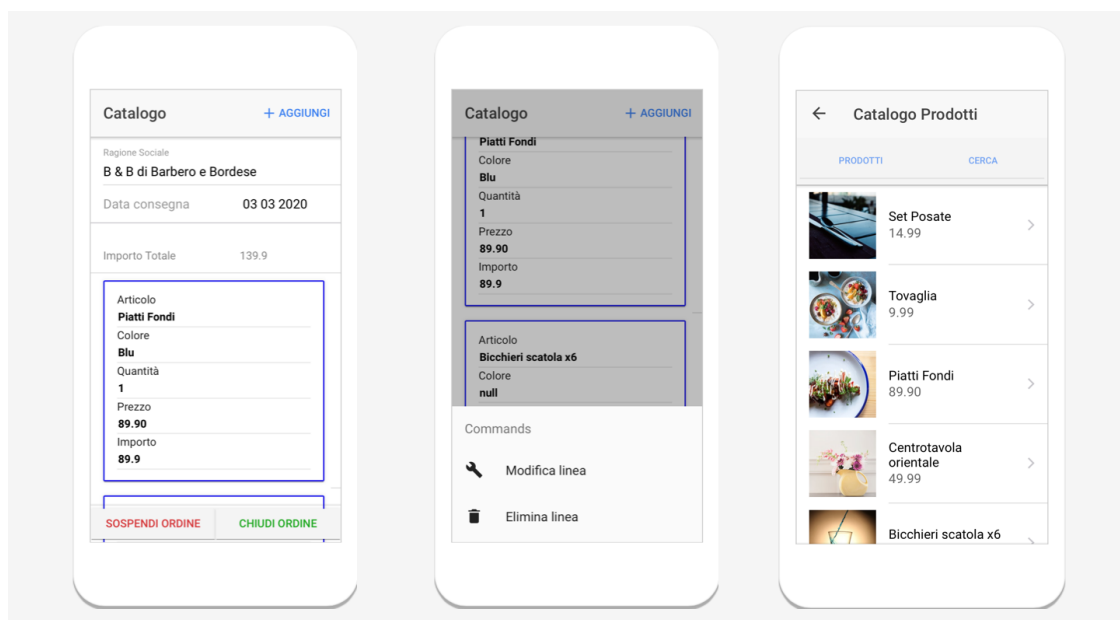 Catalogo
+ AGGIUNGI
Ragione Sociale
B & B di Barbero e Bordese
Data consegna 03 03 2020
Importo Totale 139.9
Articolo
Piatti Fondi
Colore
Blu
Quantità
1
Prezzo
89.90
Importo
89.9
SOSPENDI ORDINE CHIUDI ORDINE
Catalogo
+ AGGIUNGI
Piatti Fondi
Colore
Blu
Quantità
1
Prezzo
89.90
Importo
89.9
Articolo
Bicchieri scatola x6
Colore
null
Commands
Modifica linea
Elimina linea
Catalogo Prodotti
PRODOTTI CERCA
Set Posate
14.99
Tovaglia
9.99
Piatti Fondi
89.90
Centrotavola
orientale
49.99
Bicchieri scatola x6